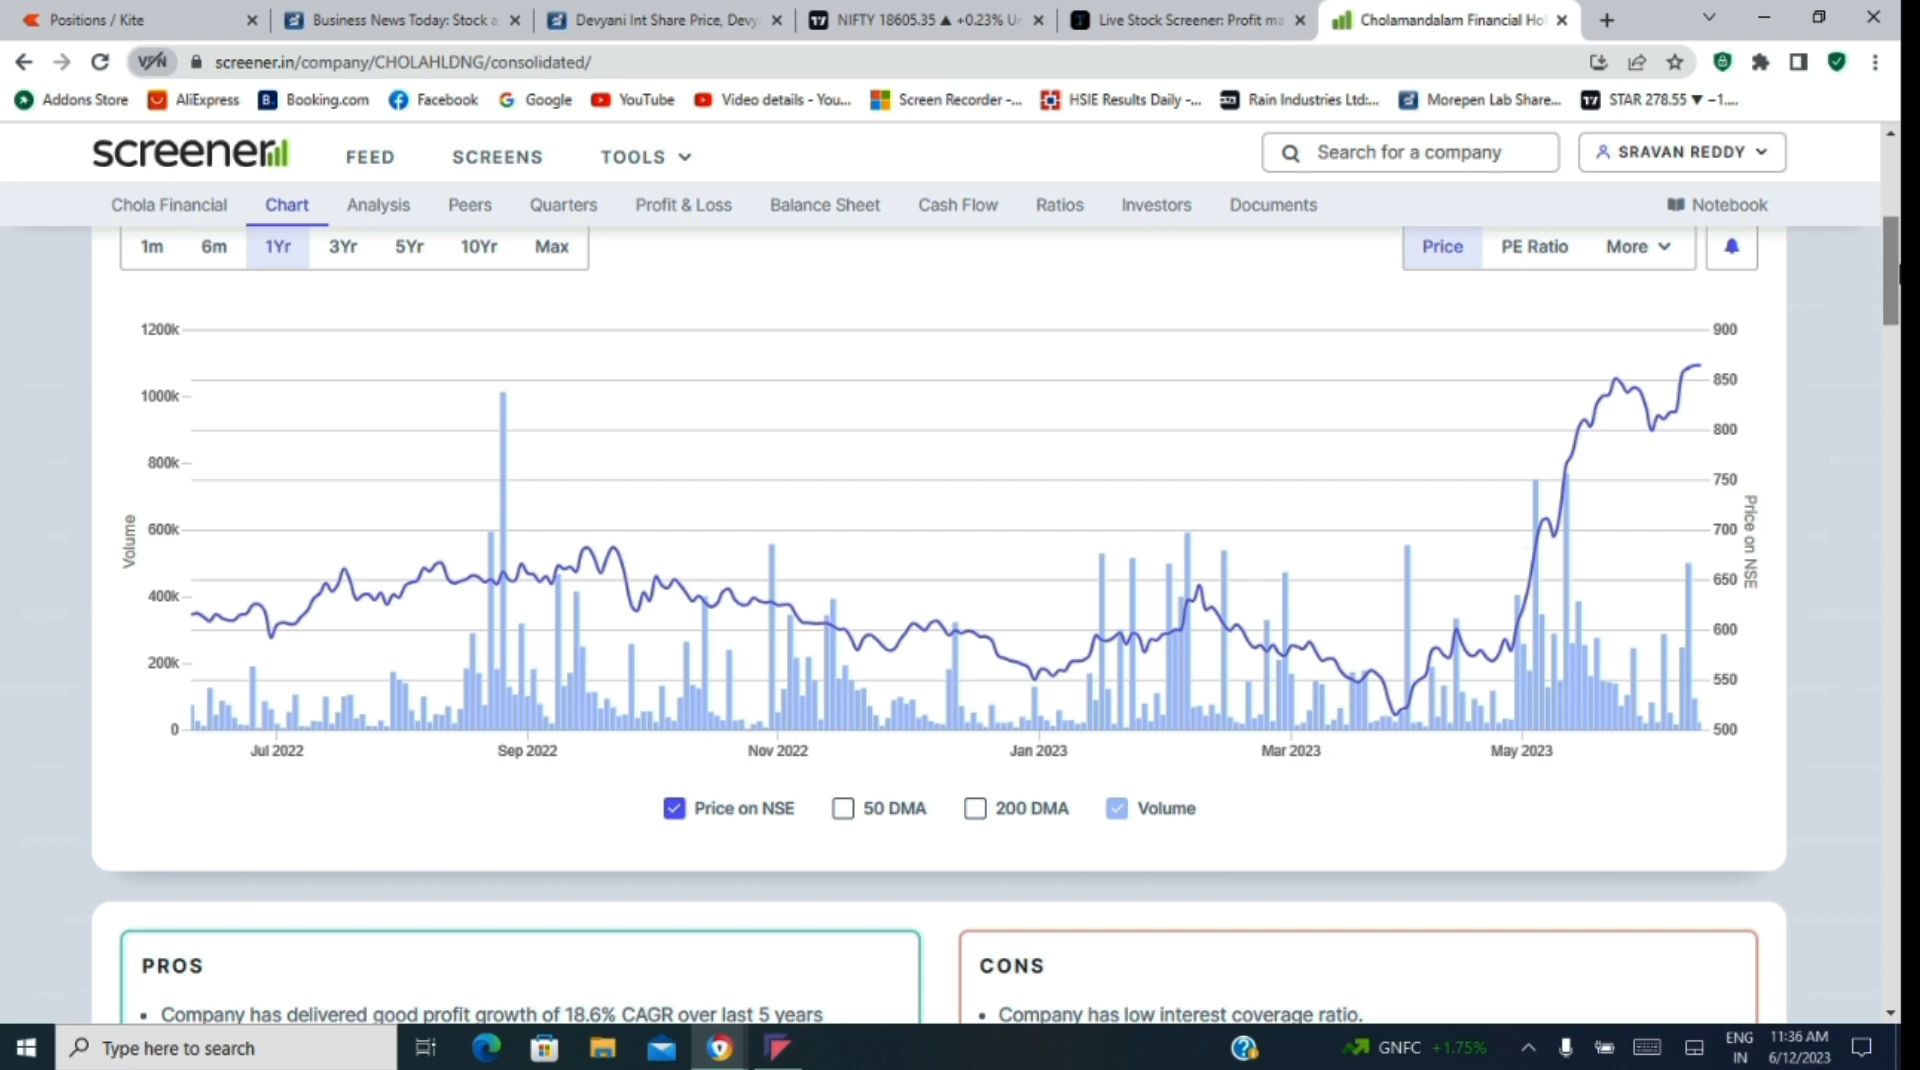 Positions / Kite
Business News Today: Stock a
Devyani Int Share Price, Devy
NIFTY 18605.35 ▲ +0.23% Un
Live Stock Screener: Profit ma
Cholamandalam Financial Hol
VPN
screener.in/company/CHOLAHLDNG/consolidated/
Addons Store
AliExpress
Booking.com
Facebook
Google
YouTube
Video details - You...
Screen Recorder -...
HSIE Results Daily -...
Rain Industries Ltd:...
Morepen Lab Share...
STAR 278.55 ▼ −1....
screener
FEED
SCREENS
TOOLS
Search for a company
SRAVAN REDDY
Chola Financial
Chart
Analysis
Peers
Quarters
Profit & Loss
Balance Sheet
Cash Flow
Ratios
Investors
Documents
Notebook
1m
6m
1Yr
3Yr
5Yr
10Yr
Max
Price
PE Ratio
More
1200k
1000k
800k
600k
400k
200k
0
Volume
900
850
800
750
700
650
600
550
500
Price on NSE
Jul 2022
Sep 2022
Nov 2022
Jan 2023
Mar 2023
May 2023
Price on NSE
50 DMA
200 DMA
Volume
PROS
• Company has delivered good profit growth of 18.6% CAGR over last 5 years
CONS
• Company has low interest coverage ratio.
Type here to search
GNFC +1.75%
ENG
IN
11:36 AM
6/12/2023